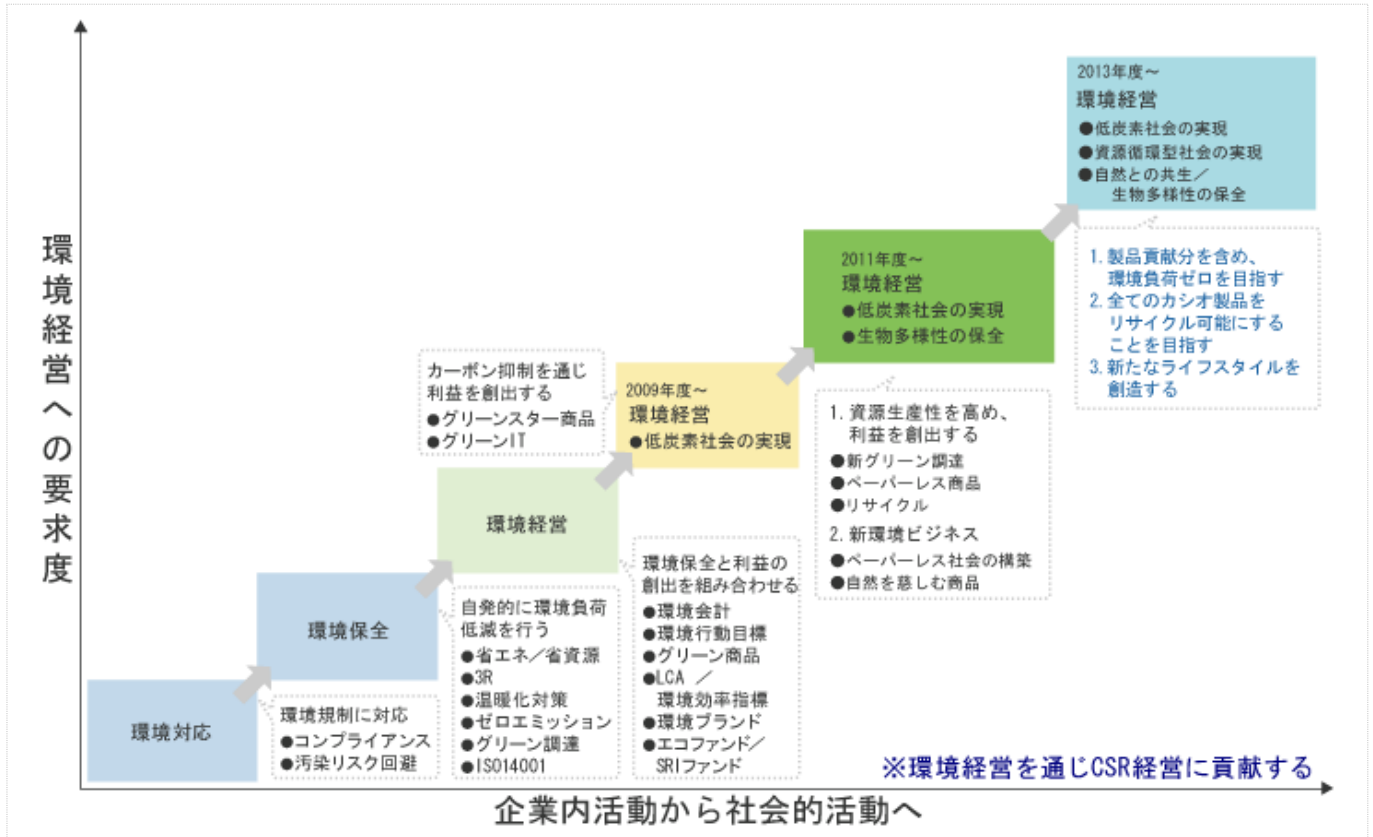 環境経営への要求度
2013年度～
環境経営
●低炭素社会の実現
●資源循環型社会の実現
●自然との共生／
生物多様性の保全
1. 製品貢献分を含め、
環境負荷ゼロを目指す
2. 全てのカシオ製品を
リサイクル可能にする
ことを目指す
3. 新たなライフスタイルを
創造する
2011年度～
環境経営
●低炭素社会の実現
●生物多様性の保全
1. 資源生産性を高め、
利益を創出する
●新グリーン調達
●ペーパーレス商品
●リサイクル
2. 新環境ビジネス
●ペーパーレス社会の構築
●自然を慈しむ商品
カーボン抑制を通じ
利益を創出する
●グリーンスター商品
●グリーンIT
2009年度～
環境経営
●低炭素社会の実現
環境経営
環境保全と利益の
創出を組み合わせる
●環境会計
●環境行動目標
●グリーン商品
●LCA ／
環境効率指標
●環境ブランド
●エコファンド／
SRIファンド
環境保全
自発的に環境負荷
低減を行う
●省エネ／省資源
●3R
●温暖化対策
●ゼロエミッション
●グリーン調達
●ISO14001
環境対応
環境規制に対応
●コンプライアンス
●汚染リスク回避
※環境経営を通じCSR経営に貢献する
企業内活動から社会的活動へ